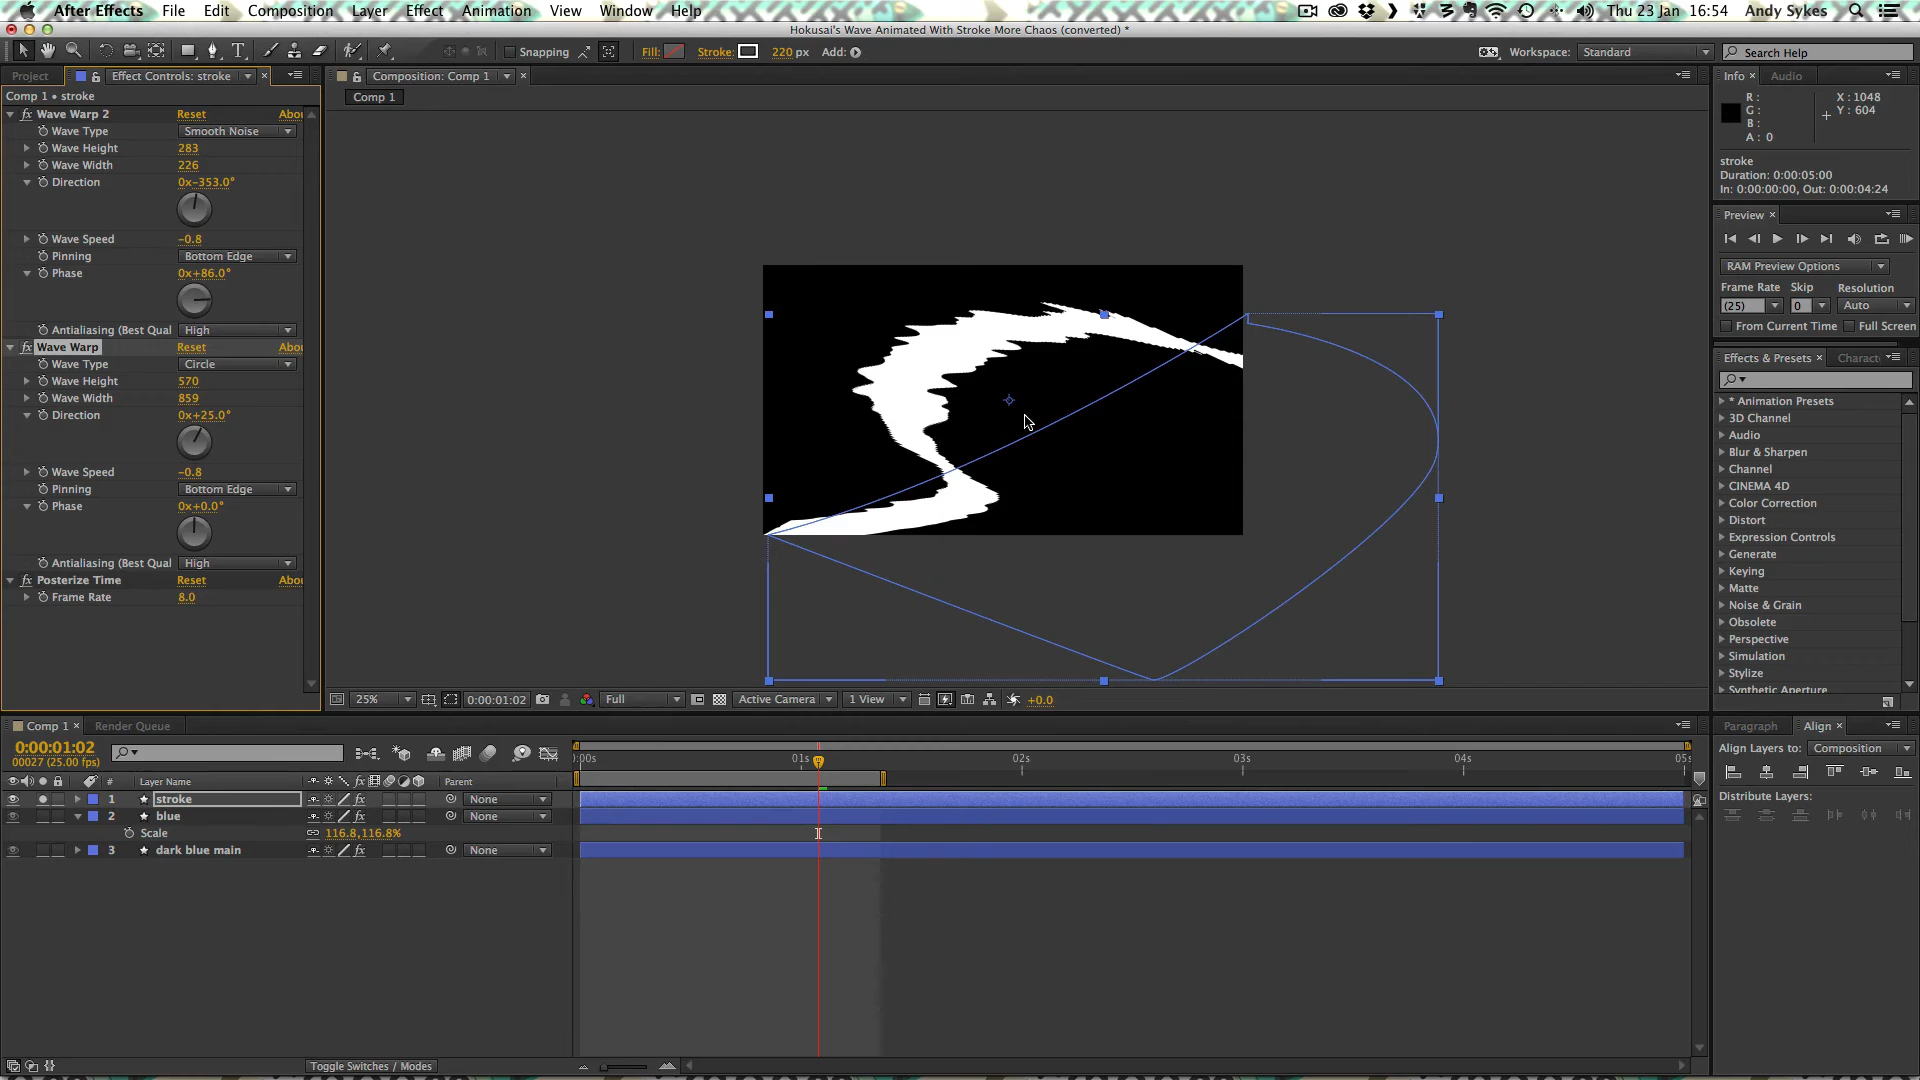 After Effects File Edit Composition Layer Effect Animation View Window Help Thu 23 Jan 16:54 Andy Sykes
Hokusai's Wave Animated With Stroke More Chaos (converted) *
Snapping Fill: Stroke: 220 px Add: Workspace: Standard Search Help
Project Effect Controls: stroke Composition: Comp 1 Info Audio
Comp 1 • stroke
Comp 1
Wave Warp 2 Reset Abou
Wave Type Smooth Noise
Wave Height 283
Wave Width 226
Direction 0x-353.0°
Wave Speed -0.8
Pinning Bottom Edge
Phase 0x+86.0°
Antialiasing (Best Qual High
Wave Warp Reset Abou
Wave Type Circle
Wave Height 570
Wave Width 859
Direction 0x+25.0°
Wave Speed -0.8
Pinning Bottom Edge
Phase 0x+0.0°
Antialiasing (Best Qual High
Posterize Time Reset Abou
Frame Rate 8.0
R :
G :
B :
A : 0
X : 1048
Y : 604
stroke
Duration: 0:00:05:00
In: 0:00:00:00, Out: 0:00:04:24
Preview
RAM Preview Options
Frame Rate Skip Resolution
(25) 0 Auto
From Current Time Full Screen
Effects & Presets Charact
* Animation Presets
3D Channel
Audio
Blur & Sharpen
Channel
CINEMA 4D
Color Correction
Distort
Expression Controls
Generate
Keying
Matte
Noise & Grain
Obsolete
Perspective
Simulation
Stylize
Synthetic Aperture
25% 0:00:01:02 Full Active Camera 1 View +0.0
Comp 1 Render Queue
0:00:01:02
00027 (25.00 fps)
):00s 01s 02s 03s 04s 05s
# Layer Name Parent
1 stroke None
2 blue None
Scale 116.8,116.8%
3 dark blue main None
Toggle Switches / Modes
Paragraph Align
Align Layers to: Composition
Distribute Layers: